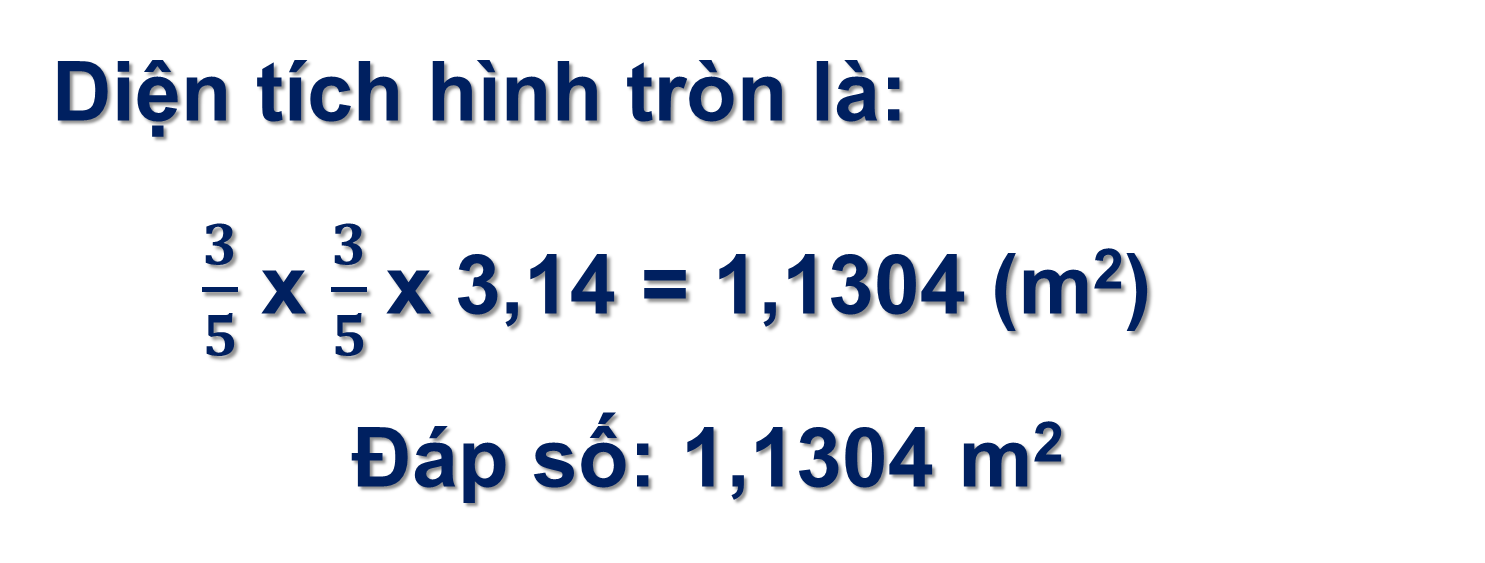 Diện tích hình tròn là:
3/5 x 3/5 x 3,14 = 1,1304 (m²)
Đáp số: 1,1304 m²